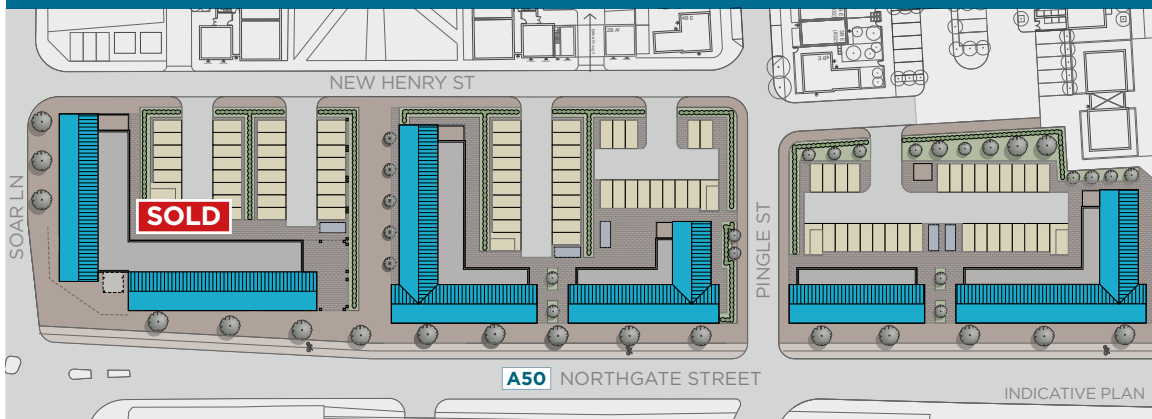 NEW HENRY ST
SOAR LN
SOLD
PINGLE ST
A50 NORTHGATE STREET
INDICATIVE PLAN